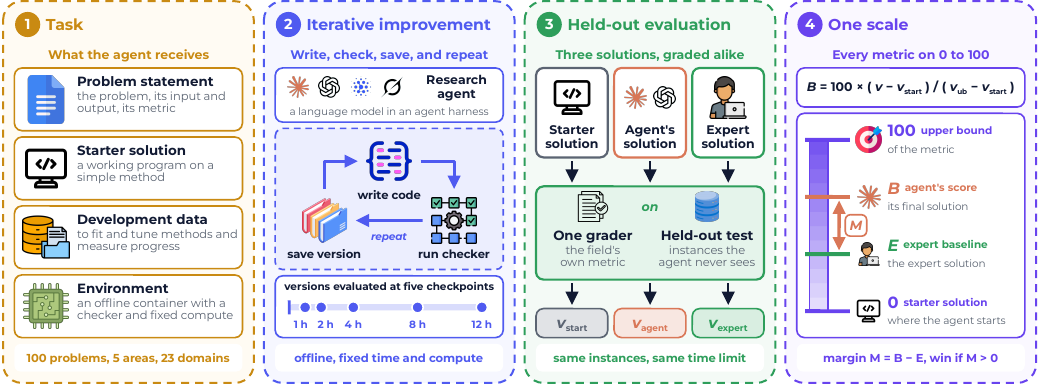 1 Task
What the agent receives
Problem statement
the problem, its input and
output, its metric
Starter solution
a working program on a
simple method
Development data
to fit and tune methods and
measure progress
Environment
an offline container with a
checker and fixed compute
100 problems, 5 areas, 23 domains
2 Iterative improvement
Write, check, save, and repeat
Research
agent
a language model in an agent harness
write code
save version
repeat
run checker
versions evaluated at five checkpoints
1 h 2 h 4 h 8 h 12 h
offline, fixed time and compute
3 Held-out evaluation
Three solutions, graded alike
Starter
solution
Agent's
solution
Expert
solution
on
One grader
the field's
own metric
Held-out test
instances the
agent never sees
v_start
v_agent
v_expert
same instances, same time limit
4 One scale
Every metric on 0 to 100
B = 100 × ( v − v_start ) / ( v_ub − v_start )
100 upper bound
of the metric
B agent's score
its final solution
M
E expert baseline
the expert solution
0 starter solution
where the agent starts
margin M = B − E, win if M > 0